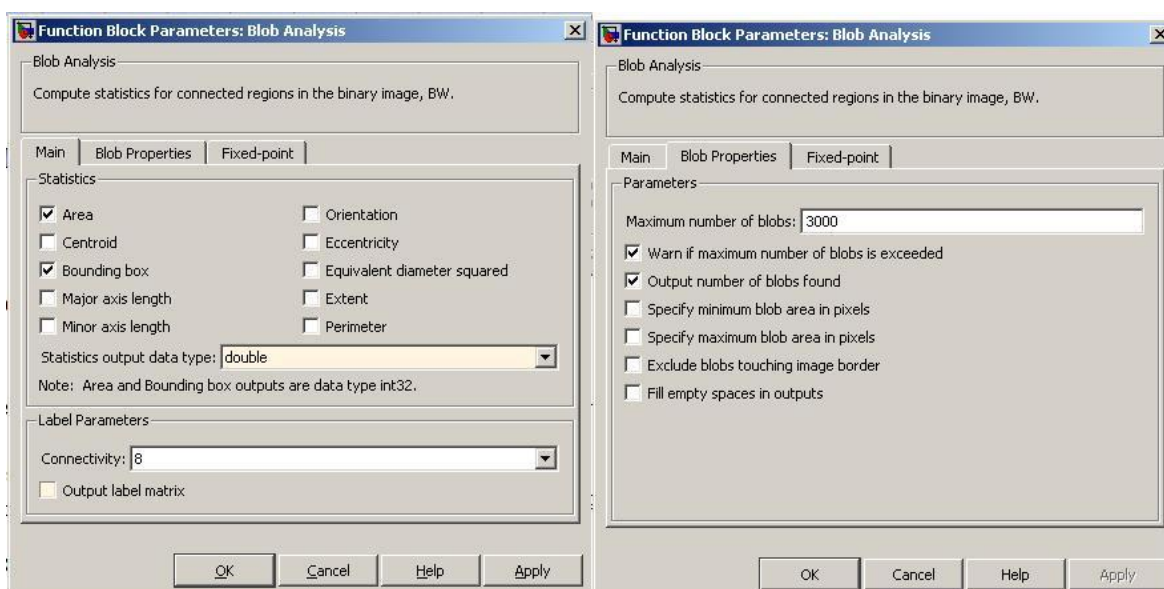 Function Block Parameters: Blob Analysis
Blob Analysis
Compute statistics for connected regions in the binary image, BW.
Main
Blob Properties
Fixed-point
Statistics
Area
Orientation
Centroid
Eccentricity
Bounding box
Equivalent diameter squared
Major axis length
Extent
Minor axis length
Perimeter
Statistics output data type: double
Note: Area and Bounding box outputs are data type int32.
Label Parameters
Connectivity: 8
Output label matrix
OK
Cancel
Help
Apply
Function Block Parameters: Blob Analysis
Blob Analysis
Compute statistics for connected regions in the binary image, BW.
Main
Blob Properties
Fixed-point
Parameters
Maximum number of blobs: 3000
Warn if maximum number of blobs is exceeded
Output number of blobs found
Specify minimum blob area in pixels
Specify maximum blob area in pixels
Exclude blobs touching image border
Fill empty spaces in outputs
OK
Cancel
Help
Apply